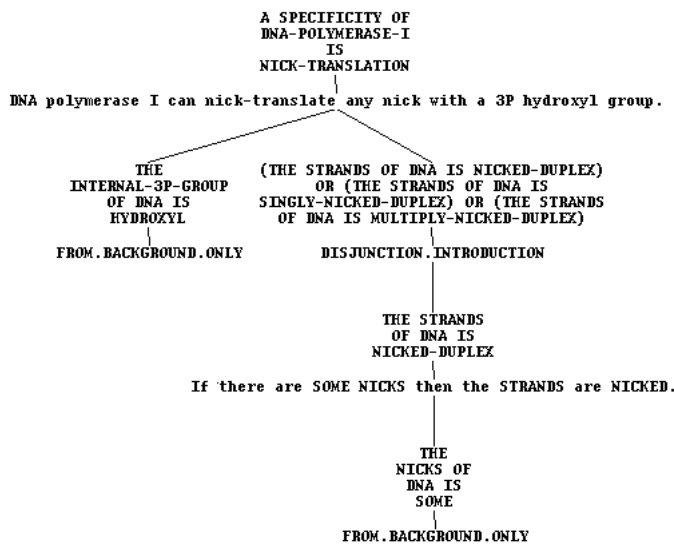 A SPECIFICITY OF
DNA-POLYMERASE-I
IS
NICK-TRANSLATION
DNA polymerase I can nick-translate any nick with a 3P hydroxyl group.
THE
INTERNAL-3P-GROUP
OF DNA IS
HYDROXYL
FROM.BACKGROUND.ONLY
(THE STRANDS OF DNA IS NICKED-DUPLEX)
OR (THE STRANDS OF DNA IS
SINGLY-NICKED-DUPLEX) OR (THE STRANDS
OF DNA IS MULTIPLY-NICKED-DUPLEX)
DISJUNCTION.INTRODUCTION
THE STRANDS
OF DNA IS
NICKED-DUPLEX
If there are SOME NICKS then the STRANDS are NICKED.
THE
NICKS OF
DNA IS
SOME
FROM.BACKGROUND.ONLY